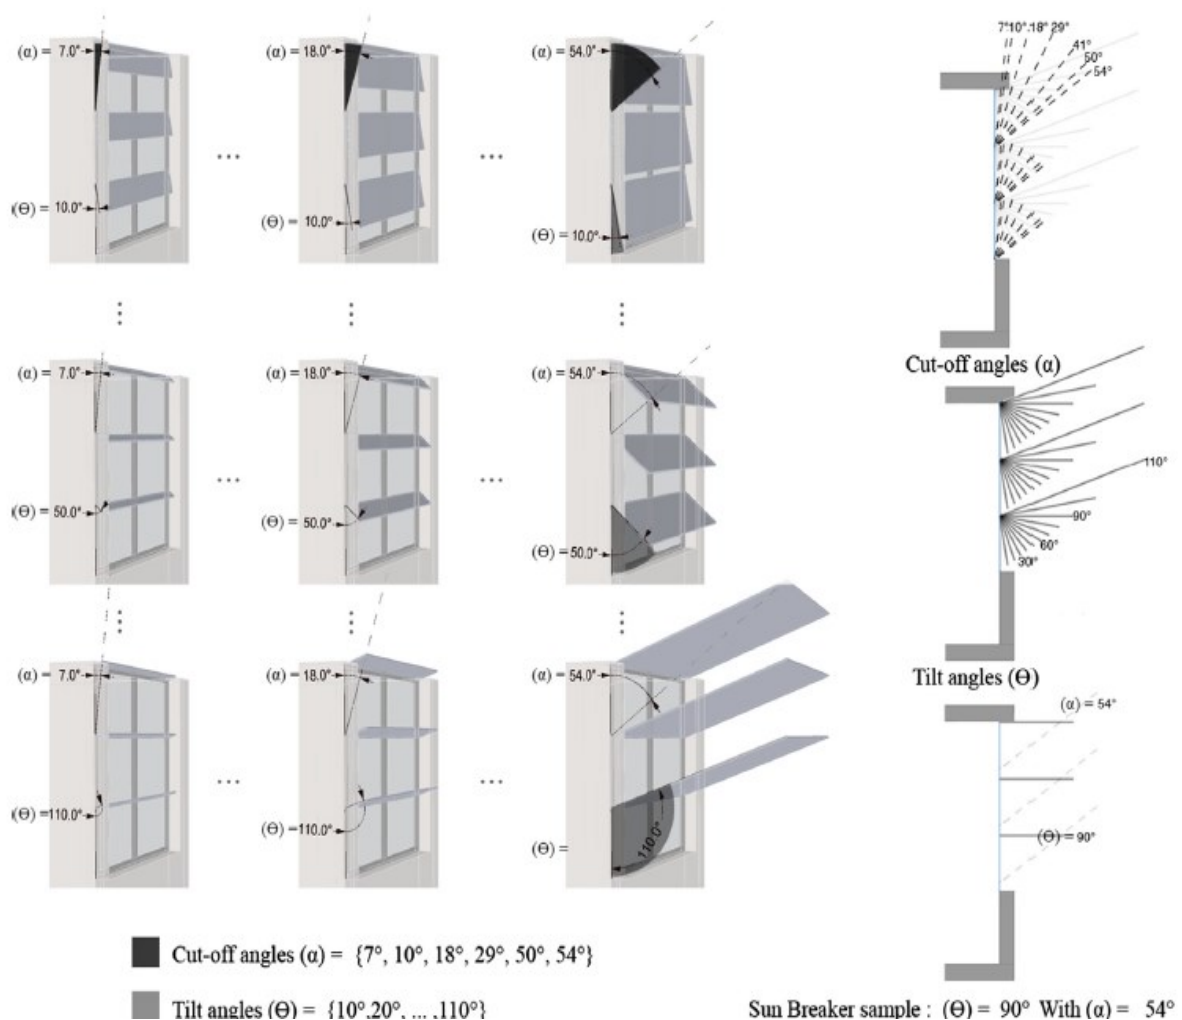 (α) = 7.0°
(Θ) = 10.0°
(α) = 18.0°
(Θ) = 10.0°
(α) = 54.0°
(Θ) = 10.0°
7° 10° 18° 29°
41°
50°
54°
Cut-off angles (α)
(α) = 7.0°
(Θ) = 50.0°
(α) = 18.0°
(Θ) = 50.0°
(α) = 54.0°
(Θ) = 50.0°
110°
90°
60°
30°
Tilt angles (Θ)
(α) = 7.0°
(Θ) = 110.0°
(α) = 18.0°
(Θ) = 110.0°
(α) = 54.0°
(Θ) =
110.0°
(α) = 54°
(Θ) = 90°
Cut-off angles (α) = {7°, 10°, 18°, 29°, 50°, 54°}
Tilt angles (Θ) = {10°,20°, ... ,110°}
Sun Breaker sample : (Θ) = 90° With (α) = 54°